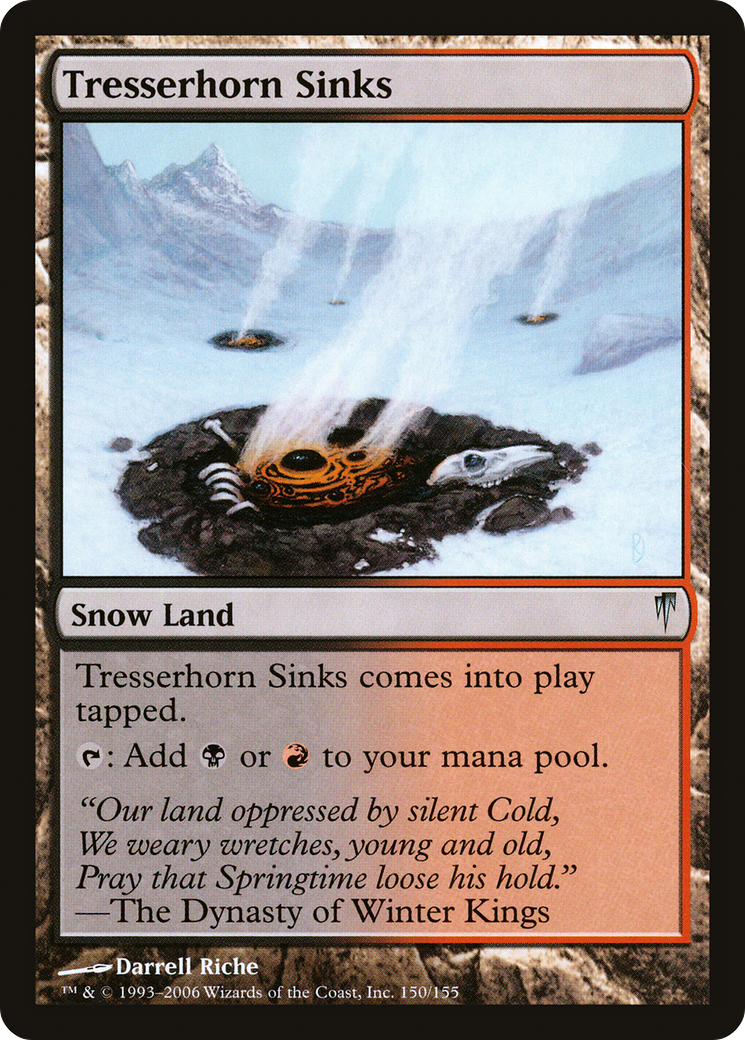 Tresserhorn Sinks
Snow Land
Tresserhorn Sinks comes into play
tapped.
: Add or to your mana pool.
“Our land oppressed by silent Cold,
We weary wretches, young and old,
Pray that Springtime loose his hold.”
—The Dynasty of Winter Kings
Darrell Riche
™ & © 1993–2006 Wizards of the Coast, Inc. 150/155